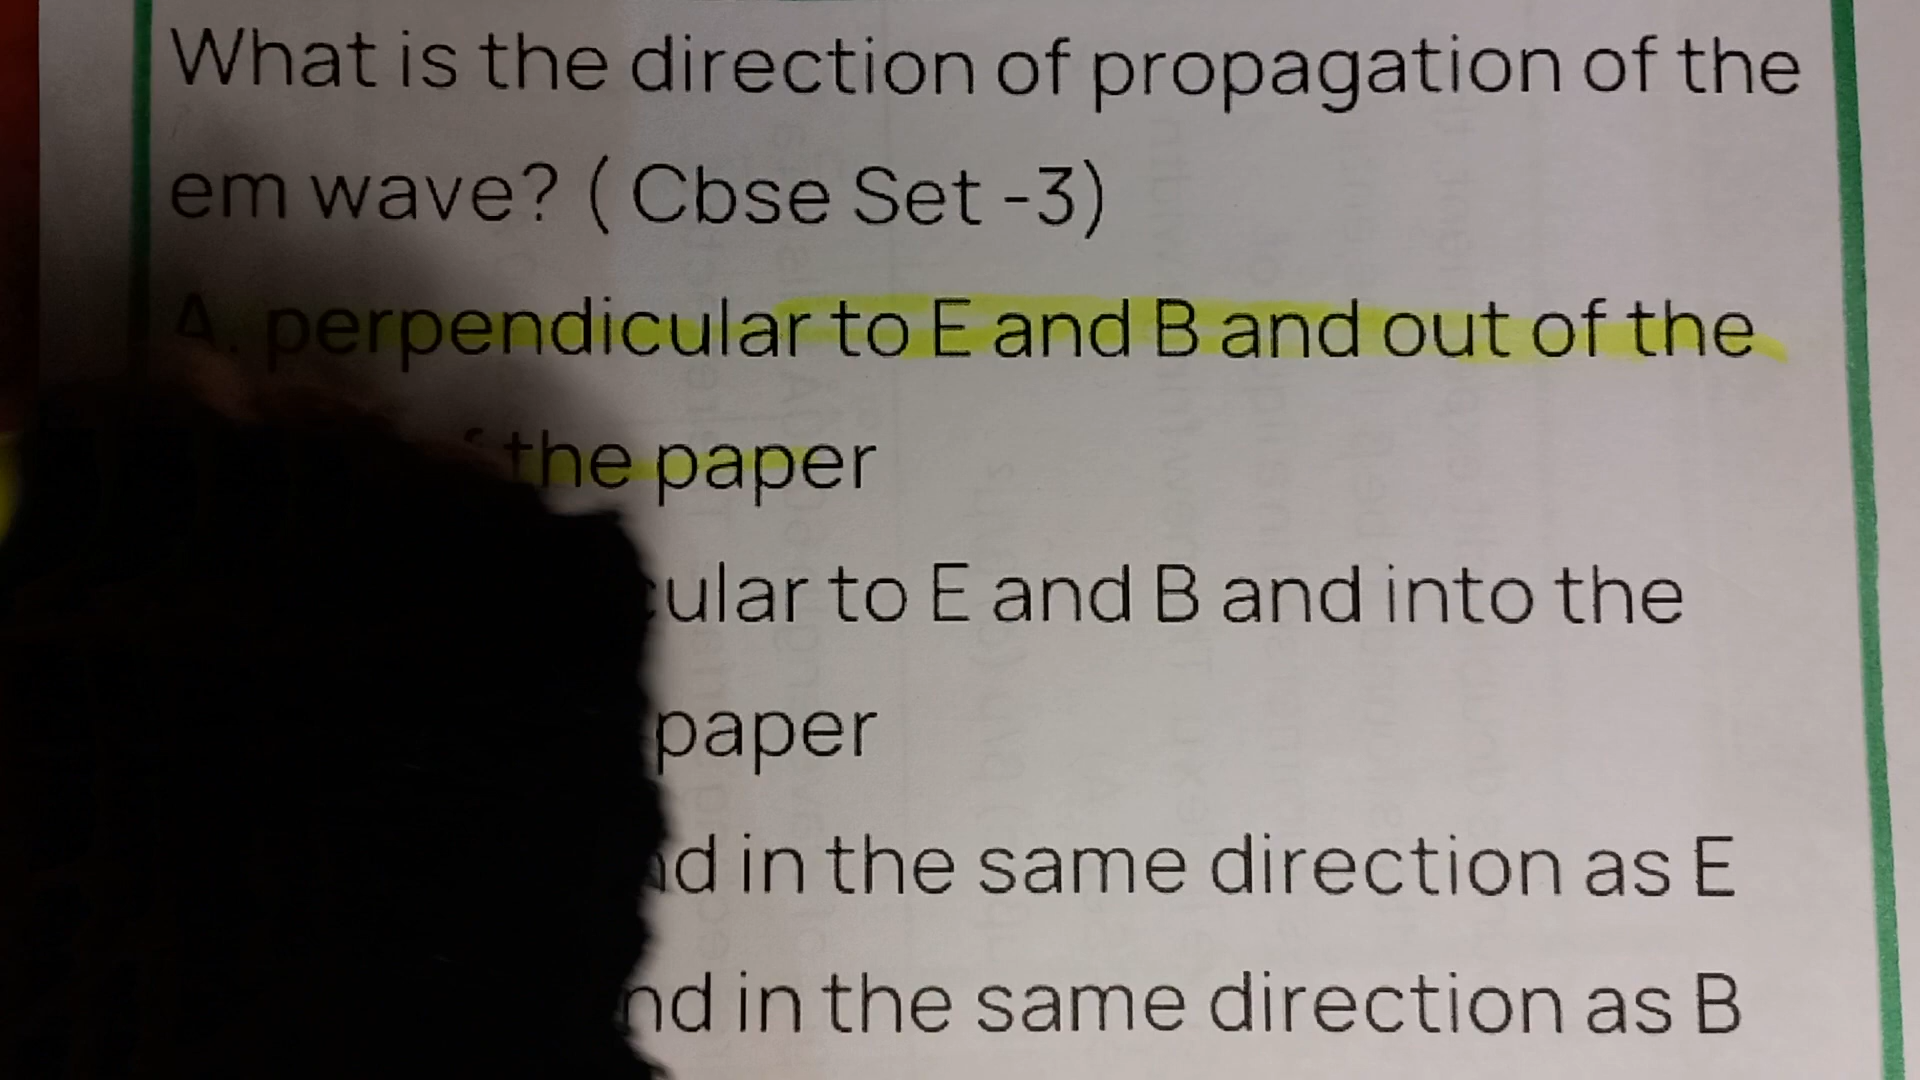 What is the direction of propagation of the
em wave? ( Cbse Set -3)
A. perpendicular to E and B and out of the
the paper
to E and B and into the
paper
in the same direction as E
in the same direction as B